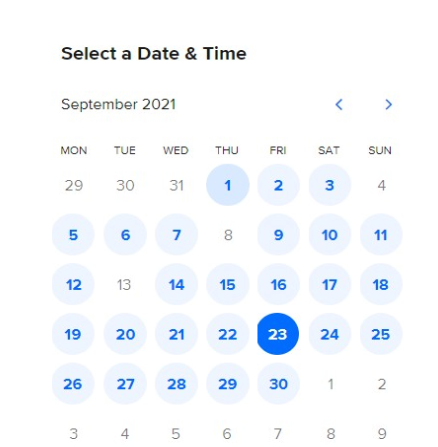 Select a Date & Time
September 2021
MON TUE WED THU FRI SAT SUN
29 30 31 1 2 3 4
5 6 7 8 9 10 11
12 13 14 15 16 17 18
19 20 21 22 23 24 25
26 27 28 29 30 1 2
3 4 5 6 7 8 9